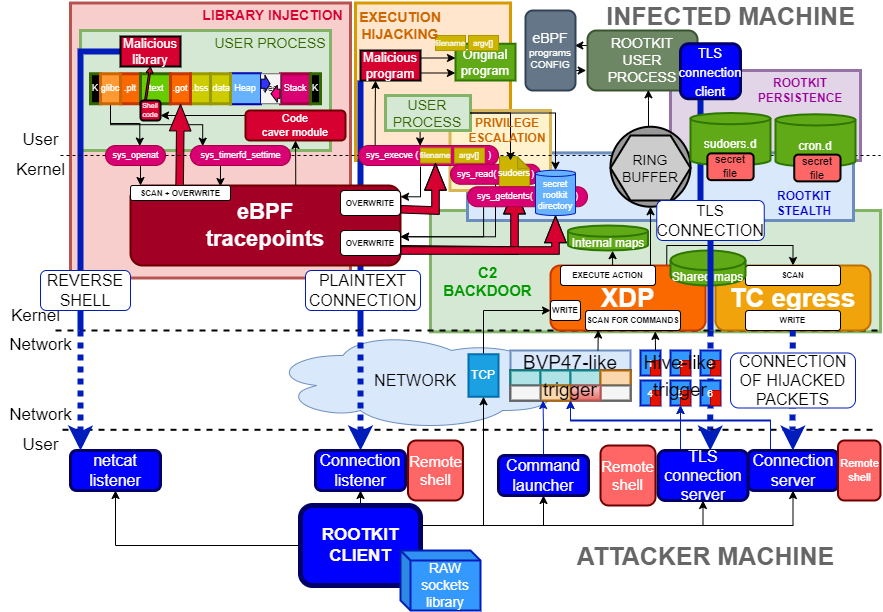 LIBRARY INJECTION
EXECUTION
HIJACKING
INFECTED MACHINE
USER PROCESS
Malicious
library
K
glibc
.plt
.text
.got
.bss
data
Heap
Stack
K
Shell
code
Code
caver module
filename
argv[]
Malicious
program
Original
program
eBPF
programs
CONFIG
ROOTKIT
USER
PROCESS
TLS
connection
client
ROOTKIT
PERSISTENCE
USER
PROCESS
PRIVILEGE
ESCALATION
sudoers.d
secret
file
cron.d
secret
file
User
Kernel
sys_openat
sys_timerfd_settime
sys_execve (
filename
argv[]
)
sys_read(
sudoers
)
sys_getdents(
secret
rootkit
directory
)
RING
BUFFER
ROOTKIT
STEALTH
SCAN + OVERWRITE
OVERWRITE
OVERWRITE
eBPF
tracepoints
TLS
CONNECTION
Internal maps
C2
BACKDOOR
EXECUTE ACTION
Shared maps
SCAN
XDP
TC egress
WRITE
SCAN FOR COMMANDS
WRITE
REVERSE
SHELL
PLAINTEXT
CONNECTION
Kernel
Network
NETWORK
TCP
BVP47-like
trigger
Hive-like
trigger
4
6
CONNECTION
OF HIJACKED
PACKETS
Network
User
netcat
listener
Connection
listener
Remote
shell
Command
launcher
Remote
shell
TLS
connection
server
Connection
server
Remote
shell
ROOTKIT
CLIENT
RAW
sockets
library
ATTACKER MACHINE